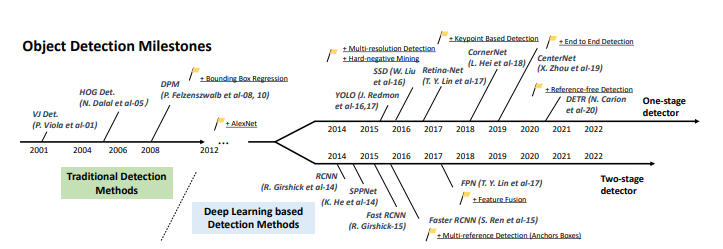 Object Detection Milestones
+ Bounding Box Regression
DPM
(P. Felzenszwalb et al-08, 10)
HOG Det.
(N. Dalal et al-05)
VJ Det.
(P. Viola et al-01)
+ AlexNet
2001 2004 2006 2008 2012 ...
Traditional Detection
Methods
Deep Learning based
Detection Methods
+ Multi-resolution Detection
+ Hard-negative Mining
SSD (W. Liu
et al-16)
YOLO (J. Redmon
et al-16,17)
+ Keypoint Based Detection
CornerNet
(L. Hei et al-18)
Retina-Net
(T. Y. Lin et al-17)
+ End to End Detection
CenterNet
(X. Zhou et al-19)
+ Reference-free Detection
DETR (N. Carion
et al-20)
One-stage
detector
2014 2015 2016 2017 2018 2019 2020 2021 2022
2014 2015 2016 2017 2018 2019 2020 2021 2022
Two-stage
detector
RCNN
(R. Girshick et al-14)
SPPNet
(K. He et al-14)
Fast RCNN
(R. Girshick-15)
Faster RCNN (S. Ren et al-15)
+ Multi-reference Detection (Anchors Boxes)
FPN (T. Y. Lin et al-17)
+ Feature Fusion